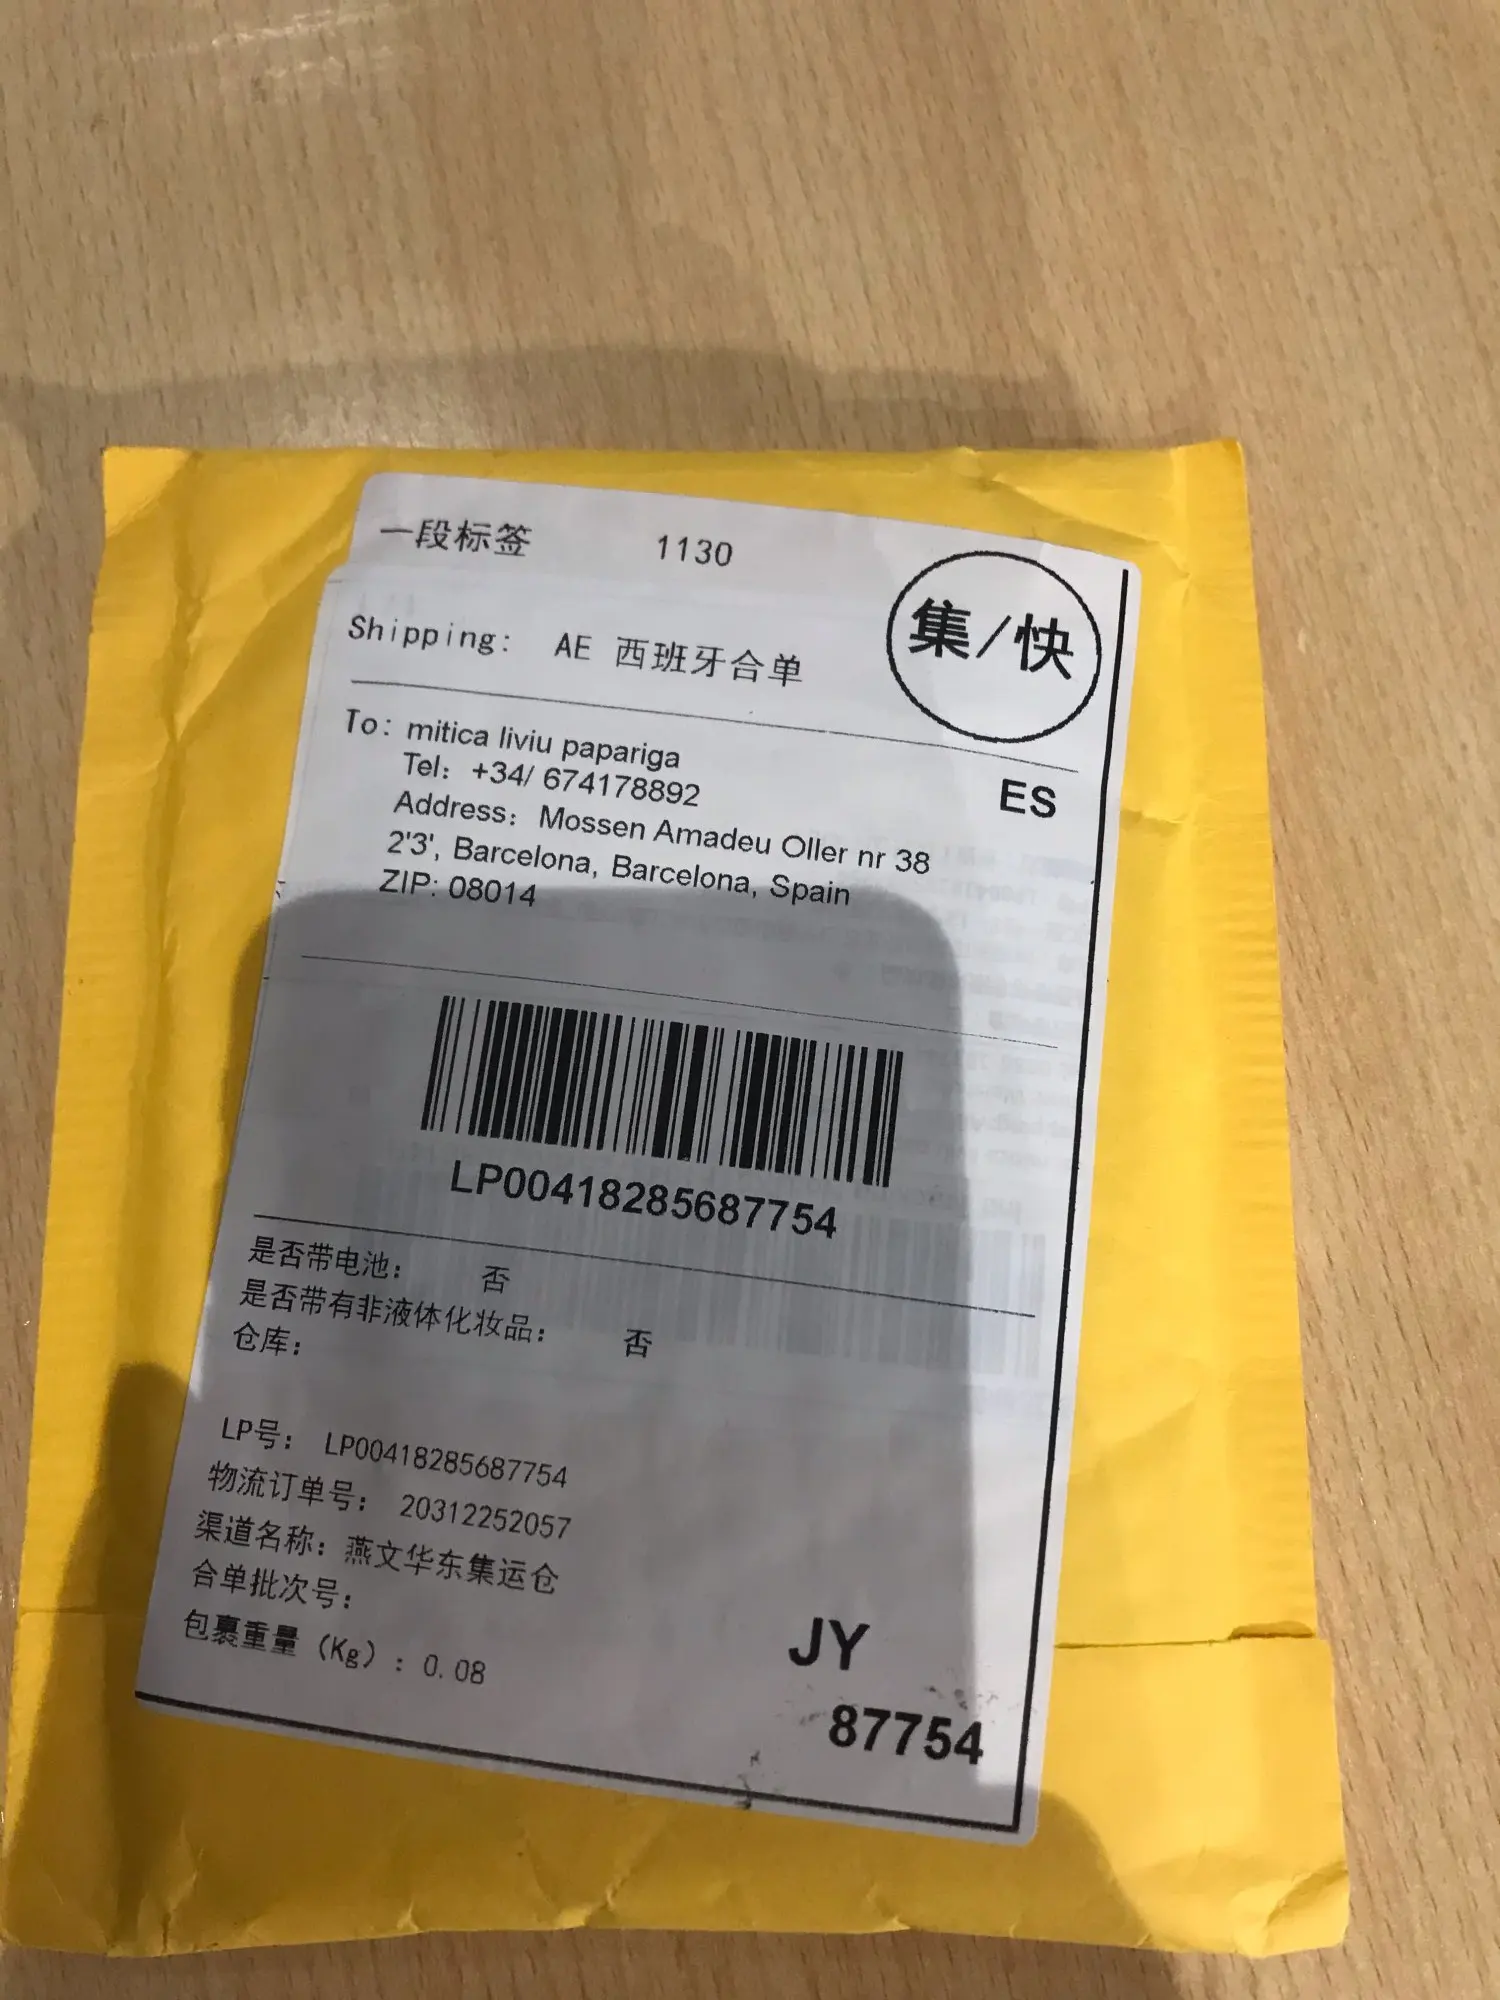 一段标签 1130
集/快
Shipping: AE 西班牙合单
To: mitica liviu papariga
Tel: +34/ 674178892
ES
Address: Mossen Amadeu Oller nr 38
2'3', Barcelona, Barcelona, Spain
ZIP: 08014
LP00418285687754
是否带电池: 否
是否带有非液体化妆品: 否
仓库:
LP号: LP00418285687754
物流订单号: 20312252057
渠道名称: 燕文华东集运仓
合单批次号:
包裹重量 (Kg) : 0.08
JY
87754